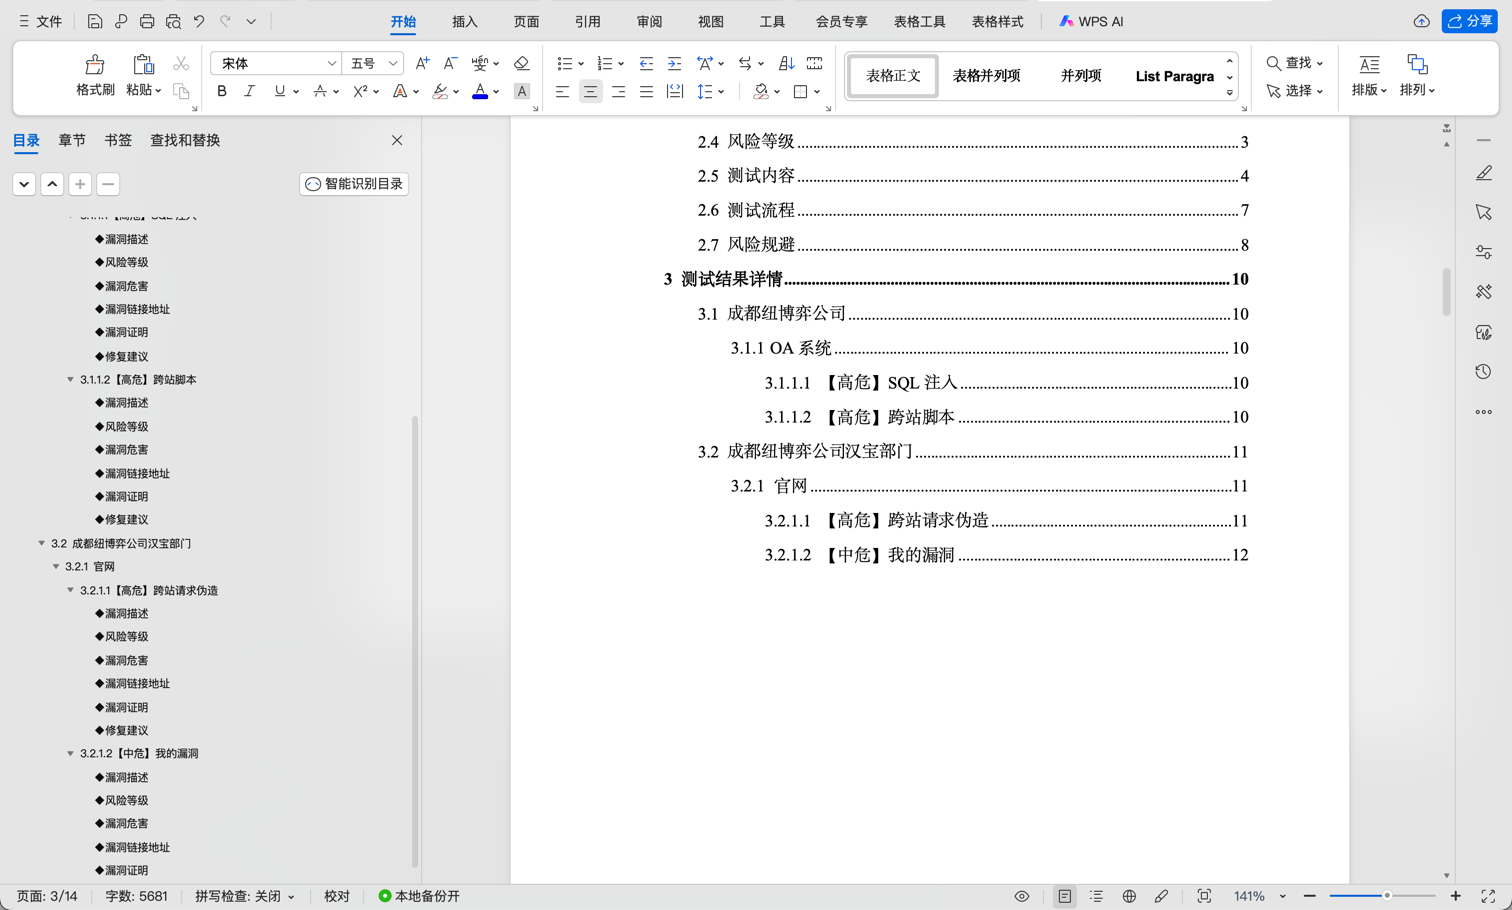 文件 开始 插入 页面 引用 审阅 视图 工具 会员专享 表格工具 表格样式 WPS AI 分享
宋体 五号 A+ A- 查找
格式刷 粘贴 B I U A X² A A A 表格正文 表格并列项 并列项 List Paragra 选择 排版 排列
目录 章节 书签 查找和替换
智能识别目录
3.1.1.1【高危】SQL 注入
◆漏洞描述
◆风险等级
◆漏洞危害
◆漏洞链接地址
◆漏洞证明
◆修复建议
3.1.1.2【高危】跨站脚本
◆漏洞描述
◆风险等级
◆漏洞危害
◆漏洞链接地址
◆漏洞证明
◆修复建议
3.2 成都纽博弈公司汉宝部门
3.2.1 官网
3.2.1.1【高危】跨站请求伪造
◆漏洞描述
◆风险等级
◆漏洞危害
◆漏洞链接地址
◆漏洞证明
◆修复建议
3.2.1.2【中危】我的漏洞
◆漏洞描述
◆风险等级
◆漏洞危害
◆漏洞链接地址
◆漏洞证明
2.4 风险等级 3
2.5 测试内容 4
2.6 测试流程 7
2.7 风险规避 8
3 测试结果详情 10
3.1 成都纽博弈公司 10
3.1.1 OA 系统 10
3.1.1.1 【高危】SQL 注入 10
3.1.1.2 【高危】跨站脚本 10
3.2 成都纽博弈公司汉宝部门 11
3.2.1 官网 11
3.2.1.1 【高危】跨站请求伪造 11
3.2.1.2 【中危】我的漏洞 12
页面: 3/14 字数: 5681 拼写检查: 关闭 校对 本地备份开 141%